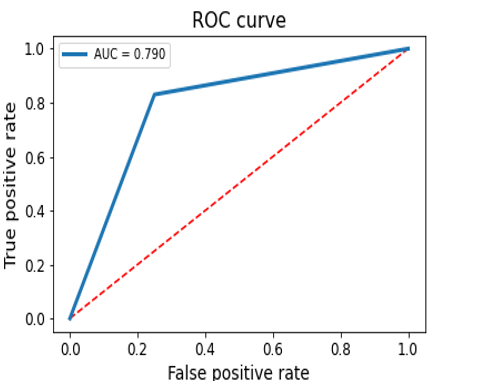 ROC curve
AUC = 0.790
True positive rate
1.0
0.8
0.6
0.4
0.2
0.0
0.0 0.2 0.4 0.6 0.8 1.0
False positive rate